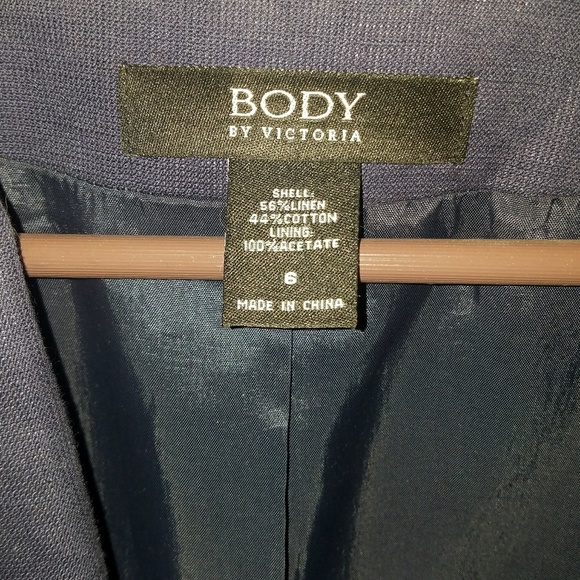 BODY
BY VICTORIA
SHELL:
56%LINEN
44%COTTON
LINING:
100%ACETATE
6
MADE IN CHINA